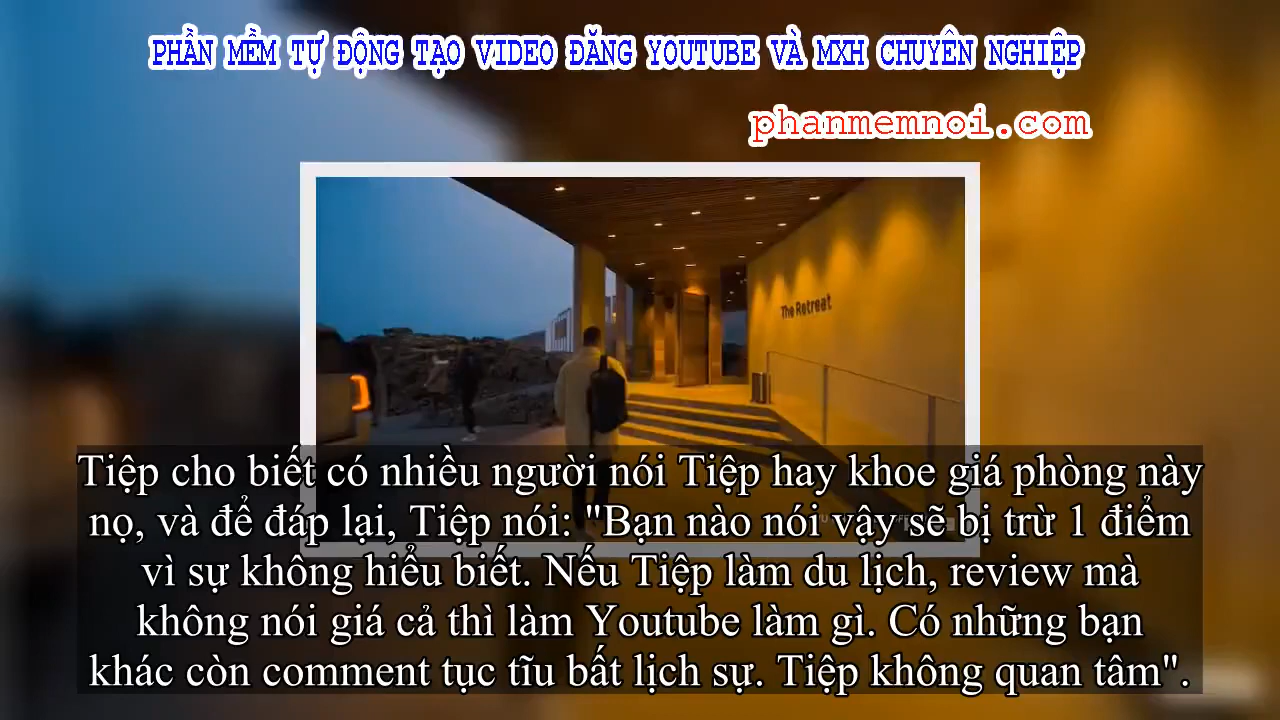 PHẦN MỀM TỰ ĐỘNG TẠO VIDEO ĐĂNG YOUTUBE VÀ MXH CHUYÊN NGHIỆP
phanmemnoi.com
The Retreat
Tiệp cho biết có nhiều người nói Tiệp hay khoe giá phòng này
nọ, và để đáp lại, Tiệp nói: "Bạn nào nói vậy sẽ bị trừ 1 điểm
vì sự không hiểu biết. Nếu Tiệp làm du lịch, review mà
không nói giá cả thì làm Youtube làm gì. Có những bạn
khác còn comment tục tĩu bất lịch sự. Tiệp không quan tâm".